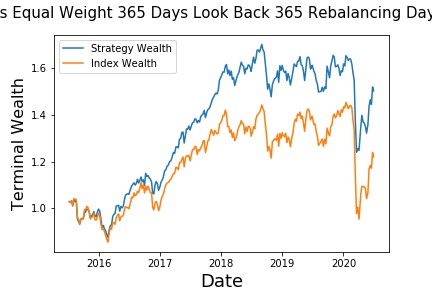 s Equal Weight 365 Days Look Back 365 Rebalancing Day
Strategy Wealth
Index Wealth
Terminal Wealth
1.6
1.4
1.2
1.0
2016 2017 2018 2019 2020
Date